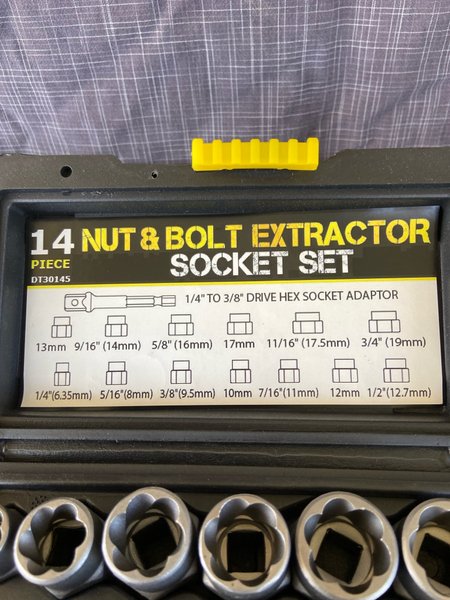 14 NUT & BOLT EXTRACTOR
PIECE SOCKET SET
DT30145
1/4" TO 3/8" DRIVE HEX SOCKET ADAPTOR
13mm 9/16" (14mm) 5/8" (16mm) 17mm 11/16" (17.5mm) 3/4" (19mm)
1/4"(6.35mm) 5/16"(8mm) 3/8"(9.5mm) 10mm 7/16"(11mm) 12mm 1/2"(12.7mm)